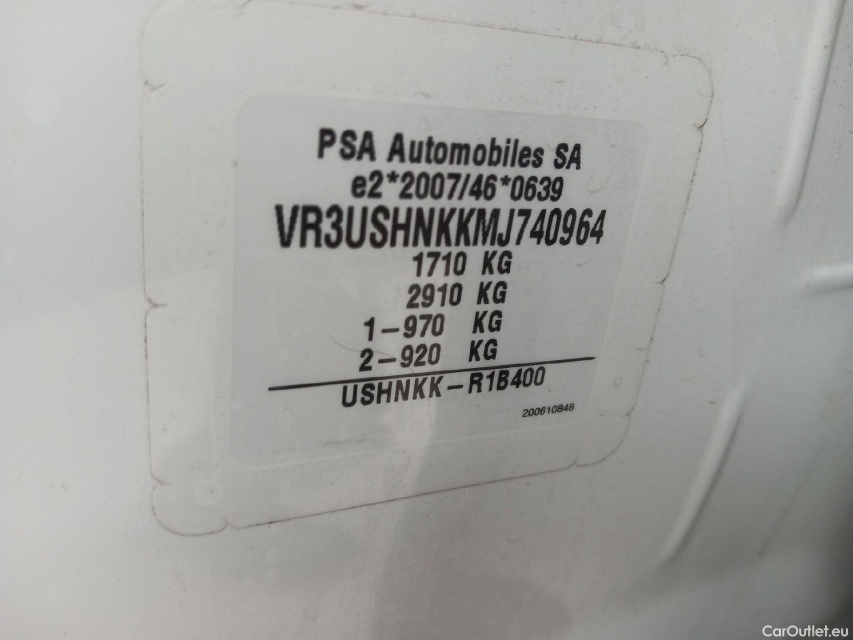 PSA Automobiles SA
e2*2007/46*0639
VR3USHNKKMJ740964
1710 KG
2910 KG
1-970 KG
2-920 KG
USHNKK-R1B400
200610846
CarOutlet.eu